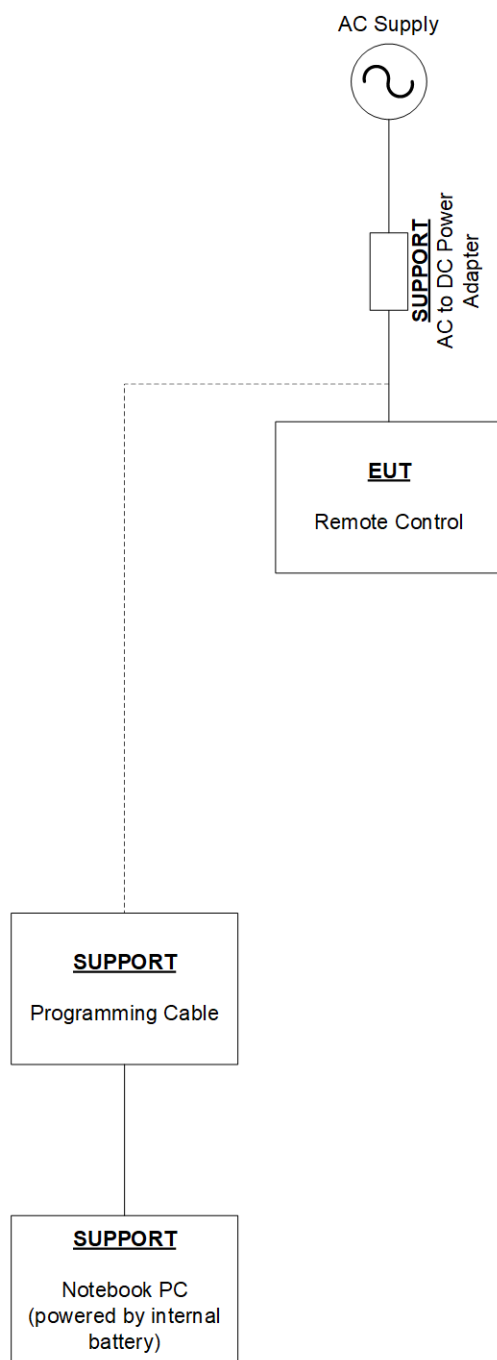 AC Supply
SUPPORT
AC to DC Power
Adapter
EUT
Remote Control
SUPPORT
Programming Cable
SUPPORT
Notebook PC
(powered by internal
battery)